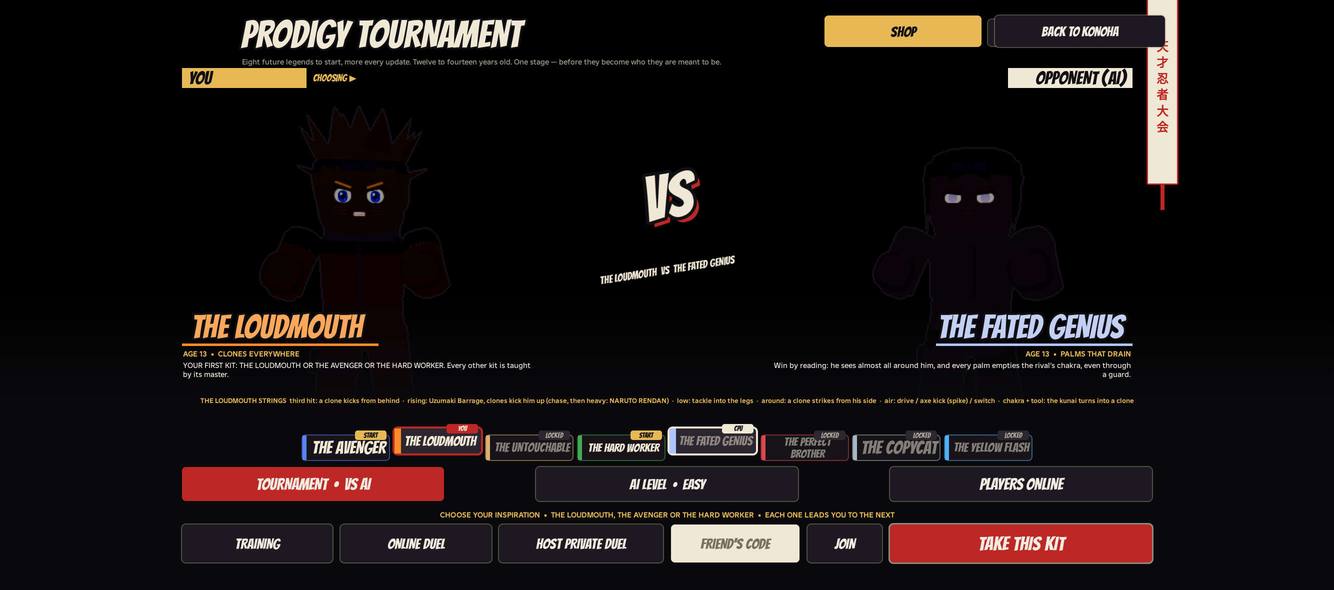 PRODIGY TOURNAMENT
SHOP
BACK TO KONOHA
Eight future legends to start, more every update. Twelve to fourteen years old. One stage — before they become who they are meant to be.
YOU
CHOOSING ▶
OPPONENT (AI)
才忍者大会
VS
THE LOUDMOUTH VS THE FATED GENIUS
THE LOUDMOUTH
THE FATED GENIUS
AGE 13 • CLONES EVERYWHERE
AGE 13 • PALMS THAT DRAIN
YOUR FIRST KIT: THE LOUDMOUTH OR THE AVENGER OR THE HARD WORKER. Every other kit is taught
by its master.
Win by reading: he sees almost all around him, and every palm empties the rival's chakra, even through
a guard.
THE LOUDMOUTH STRINGS third hit: a clone kicks from behind · rising: Uzumaki Barrage, clones kick him up (chase, then heavy: NARUTO RENDAN) · low: tackle into the legs · around: a clone strikes from his side · air: drive / axe kick (spike) / switch · chakra + tool: the kunai turns into a clone
START
YOU
LOCKED
START
CPU
LOCKED
LOCKED
LOCKED
THE AVENGER
THE LOUDMOUTH
THE UNTOUCHABLE
THE HARD WORKER
THE FATED GENIUS
THE PERFECT
BROTHER
THE COPYCAT
THE YELLOW FLASH
TOURNAMENT • VS AI
AI LEVEL • EASY
PLAYERS ONLINE
CHOOSE YOUR INSPIRATION • THE LOUDMOUTH, THE AVENGER OR THE HARD WORKER • EACH ONE LEADS YOU TO THE NEXT
TRAINING
ONLINE DUEL
HOST PRIVATE DUEL
FRIEND'S CODE
JOIN
TAKE THIS KIT